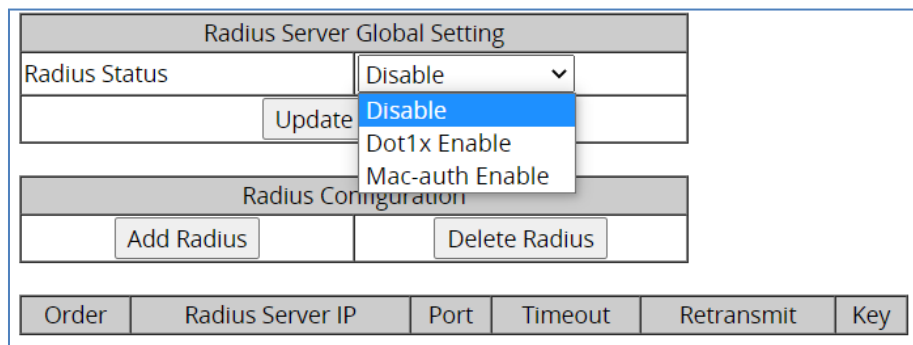 Radius Server Global Setting
Radius Status Disable
Disable
Update
Dot1x Enable
Mac-auth Enable
Radius Configuration
Add Radius Delete Radius
Order Radius Server IP Port Timeout Retransmit Key